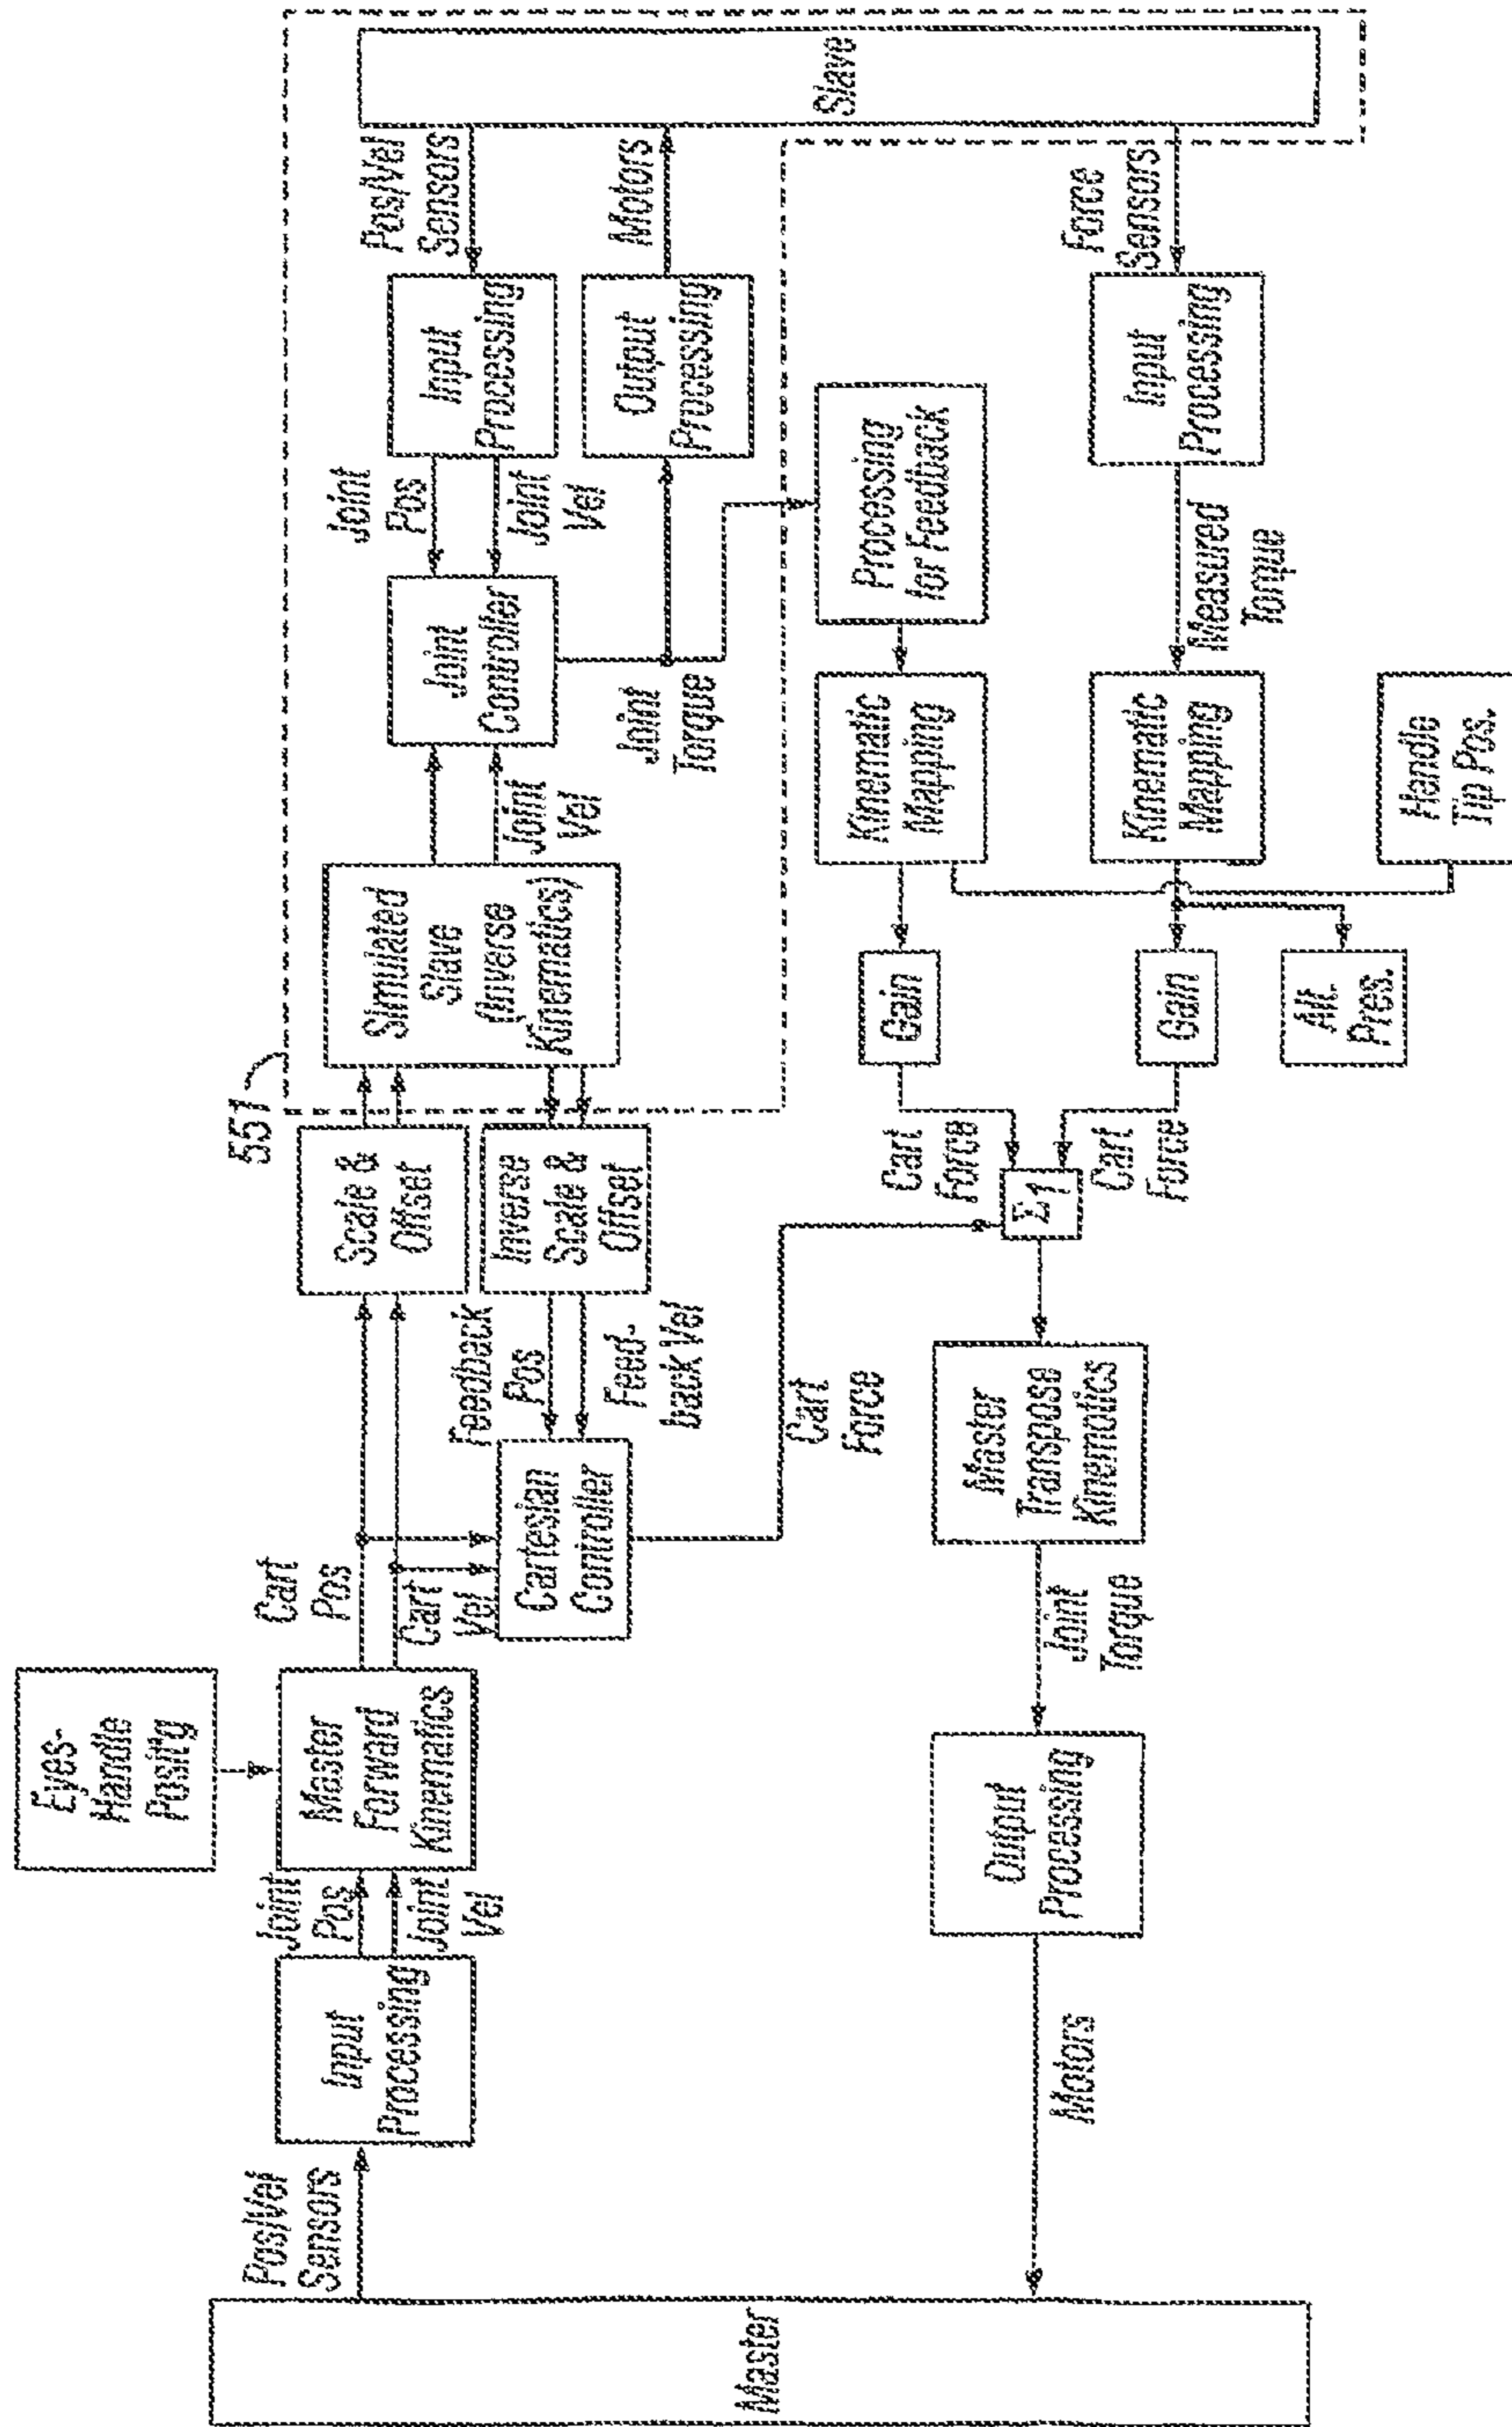 551
Eyes-
Handle
Posit'g
Master
Pos/Vel
Sensors
Input
Processing
Joint
Pos
Joint
Vel
Master
Forward
Kinematics
Cart
Pos
Cart
Vel
Cartesian
Controller
Feedback
Pos
Feed-
back Vel
Scale &
Offset
Inverse
Scale &
Offset
Simulated
Slave
(Inverse
Kinematics)
Joint
Vel
Joint
Controller
Joint
Pos
Joint
Vel
Input
Processing
Pos/Vel
Sensors
Output
Processing
Motors
Slave
Joint
Torque
Processing
for Feedback
Kinematic
Mapping
Gain
Cart
Force
Force
Sensors
Input
Processing
Measured
Torque
Kinematic
Mapping
Gain
Cart
Force
Handle
Tip Pos.
Alt.
Pres.
Σ1
Cart
Force
Master
Transpose
Kinemotics
Joint
Torque
Output
Processing
Motors